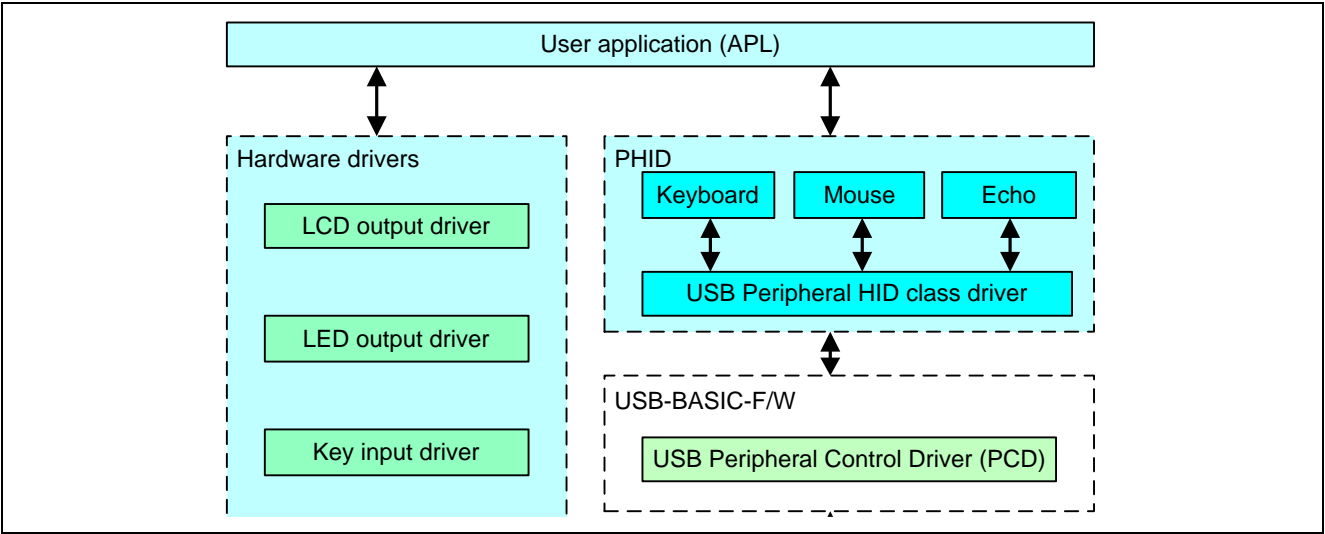 User application (APL)
Hardware drivers
LCD output driver
LED output driver
Key input driver
PHID
Keyboard
Mouse
Echo
USB Peripheral HID class driver
USB-BASIC-F/W
USB Peripheral Control Driver (PCD)